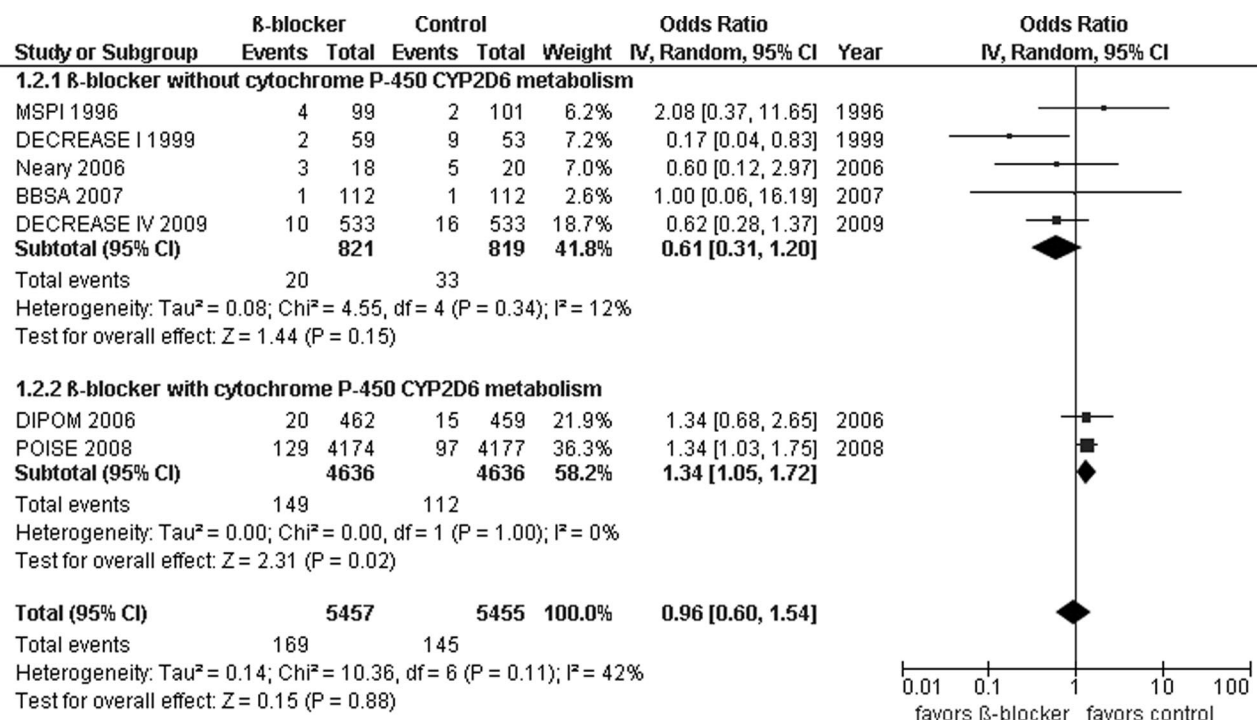 ß-blocker Control Odds Ratio Odds Ratio
Study or Subgroup Events Total Events Total Weight IV, Random, 95% CI Year IV, Random, 95% CI
1.2.1 ß-blocker without cytochrome P-450 CYP2D6 metabolism
MSPI 1996 4 99 2 101 6.2% 2.08 [0.37, 11.65] 1996
DECREASE I 1999 2 59 9 53 7.2% 0.17 [0.04, 0.83] 1999
Neary 2006 3 18 5 20 7.0% 0.60 [0.12, 2.97] 2006
BBSA 2007 1 112 1 112 2.6% 1.00 [0.06, 16.19] 2007
DECREASE IV 2009 10 533 16 533 18.7% 0.62 [0.28, 1.37] 2009
Subtotal (95% CI) 821 819 41.8% 0.61 [0.31, 1.20]
Total events 20 33
Heterogeneity: Tau² = 0.08; Chi² = 4.55, df = 4 (P = 0.34); I² = 12%
Test for overall effect: Z = 1.44 (P = 0.15)
1.2.2 ß-blocker with cytochrome P-450 CYP2D6 metabolism
DIPOM 2006 20 462 15 459 21.9% 1.34 [0.68, 2.65] 2006
POISE 2008 129 4174 97 4177 36.3% 1.34 [1.03, 1.75] 2008
Subtotal (95% CI) 4636 4636 58.2% 1.34 [1.05, 1.72]
Total events 149 112
Heterogeneity: Tau² = 0.00; Chi² = 0.00, df = 1 (P = 1.00); I² = 0%
Test for overall effect: Z = 2.31 (P = 0.02)
Total (95% CI) 5457 5455 100.0% 0.96 [0.60, 1.54]
Total events 169 145
Heterogeneity: Tau² = 0.14; Chi² = 10.36, df = 6 (P = 0.11); I² = 42%
Test for overall effect: Z = 0.15 (P = 0.88)
0.01 0.1 1 10 100
favors ß-blocker favors control